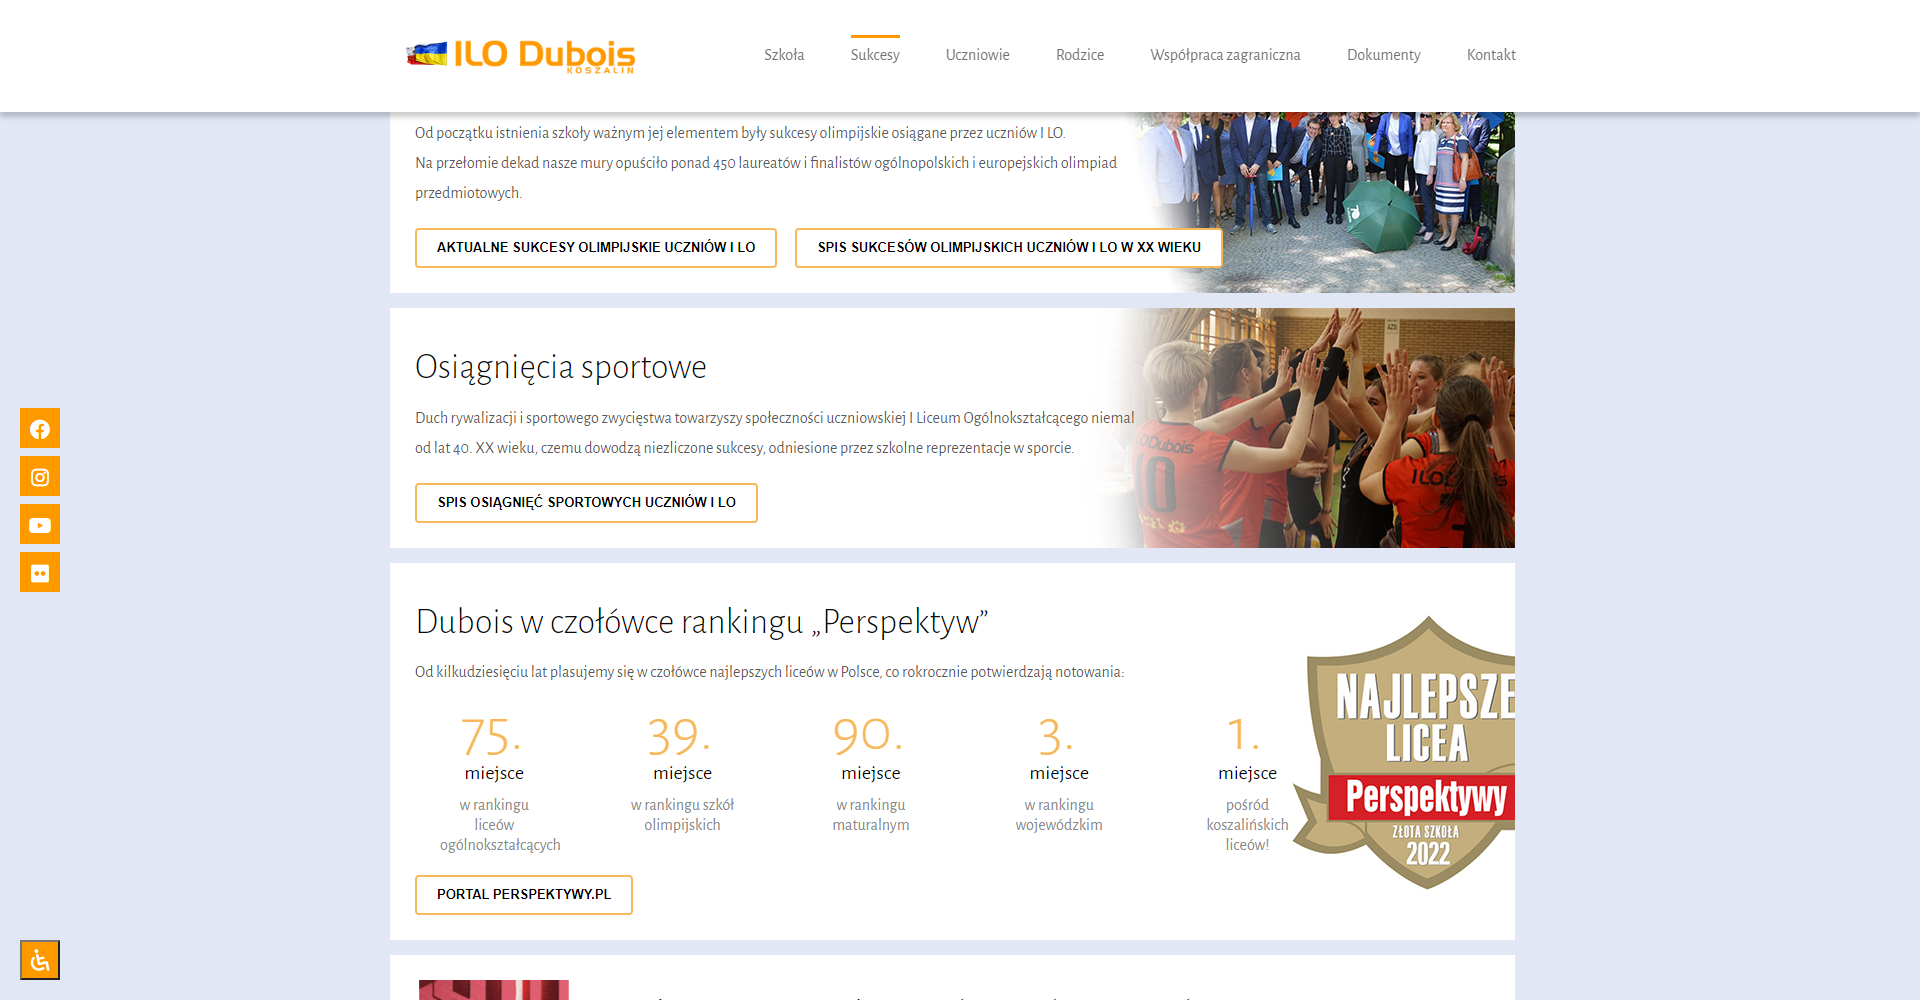 ILO Dubois
KOSZALIN
Szkoła
Sukcesy
Uczniowie
Rodzice
Współpraca zagraniczna
Dokumenty
Kontakt
Od początku istnienia szkoły ważnym jej elementem były sukcesy olimpijskie osiągane przez uczniów I LO.
Na przełomie dekad nasze mury opuściło ponad 450 laureatów i finalistów ogólnopolskich i europejskich olimpiad
przedmiotowych.
AKTUALNE SUKCESY OLIMPIJSKIE UCZNIÓW I LO
SPIS SUKCESÓW OLIMPIJSKICH UCZNIÓW I LO W XX WIEKU
Osiągnięcia sportowe
Duch rywalizacji i sportowego zwycięstwa towarzyszy społeczności uczniowskiej I Liceum Ogólnokształcącego niemal
od lat 40. XX wieku, czemu dowodzą niezliczone sukcesy, odniesione przez szkolne reprezentacje w sporcie.
SPIS OSIĄGNIĘĆ SPORTOWYCH UCZNIÓW I LO
Dubois
10
Dubois w czołówce rankingu „Perspektyw”
Od kilkudziesięciu lat plasujemy się w czołówce najlepszych liceów w Polsce, co rokrocznie potwierdzają notowania:
75.
miejsce
w rankingu
liceów
ogólnokształcących
39.
miejsce
w rankingu szkół
olimpijskich
90.
miejsce
w rankingu
maturalnym
3.
miejsce
w rankingu
wojewódzkim
1.
miejsce
pośród
koszalińskich
liceów!
NAJLEPSZE
LICEA
Perspektywy
ZŁOTA SZKOŁA
2022
PORTAL PERSPEKTYWY.PL